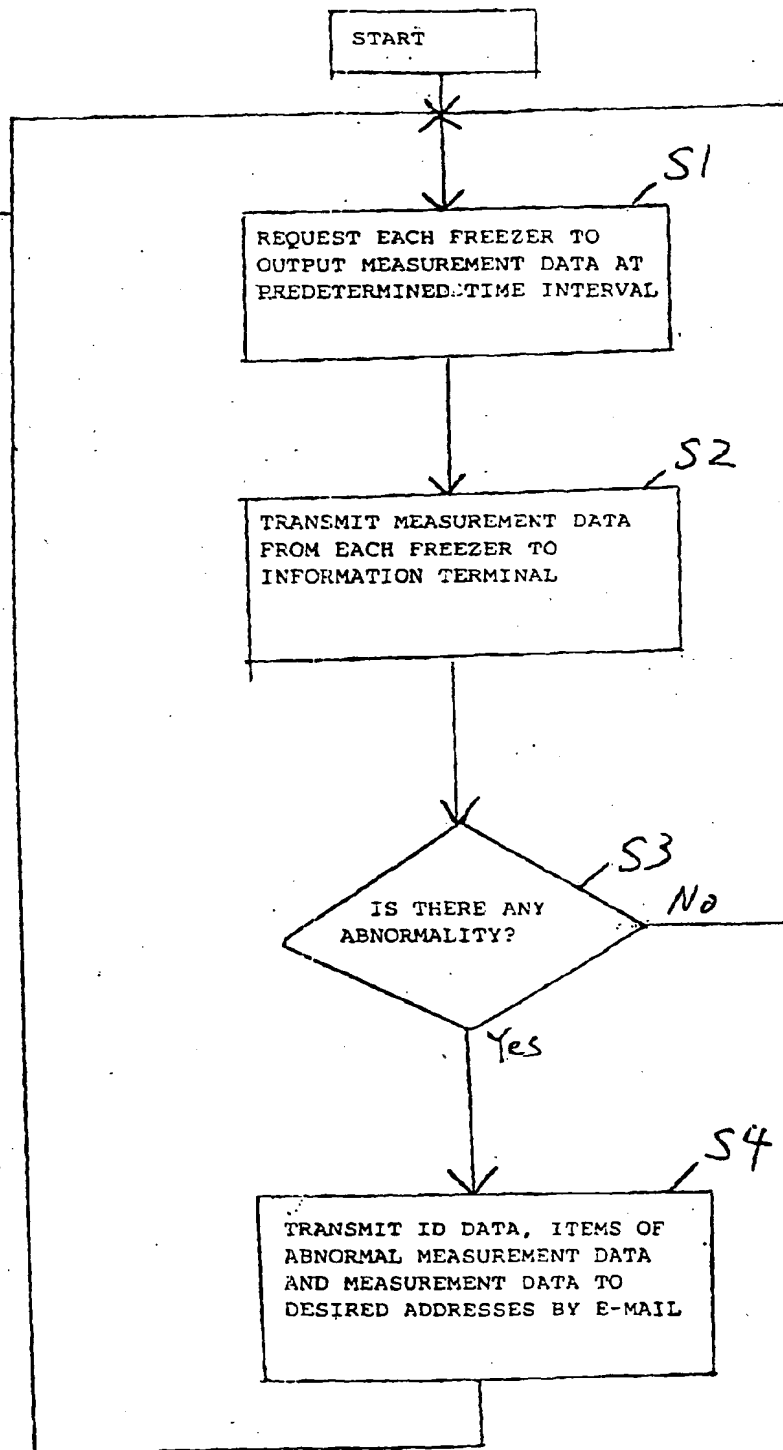 START
S1
REQUEST EACH FREEZER TO
OUTPUT MEASUREMENT DATA AT
PREDETERMINED TIME INTERVAL
S2
TRANSMIT MEASUREMENT DATA
FROM EACH FREEZER TO
INFORMATION TERMINAL
S3
IS THERE ANY
ABNORMALITY?
No
Yes
S4
TRANSMIT ID DATA, ITEMS OF
ABNORMAL MEASUREMENT DATA
AND MEASUREMENT DATA TO
DESIRED ADDRESSES BY E-MAIL